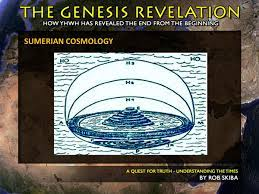 THE GENESIS REVELATION
HOW YHWH HAS REVEALED THE END FROM THE BEGINNING
SUMERIAN COSMOLOGY
A QUEST FOR TRUTH - UNDERSTANDING THE TIMES
BY ROB SKIBA